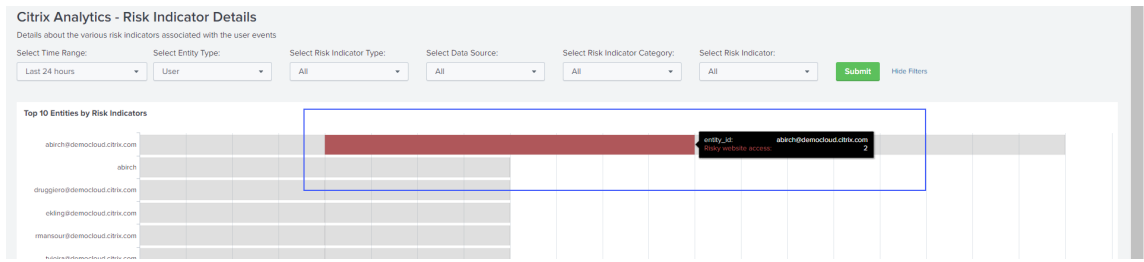 Citrix Analytics - Risk Indicator Details
Details about the various risk indicators associated with the user events
Select Time Range: Select Entity Type: Select Risk Indicator Type: Select Data Source: Select Risk Indicator Category: Select Risk Indicator:
Last 24 hours User All All All All Submit Hide Filters
Top 10 Entities by Risk Indicators
abirch@democloud.citrix.com
entity_id: abirch@democloud.citrix.com
Risky website access: 2
abirch
druggiero@democloud.citrix.com
ekling@democloud.citrix.com
rmansour@democloud.citrix.com